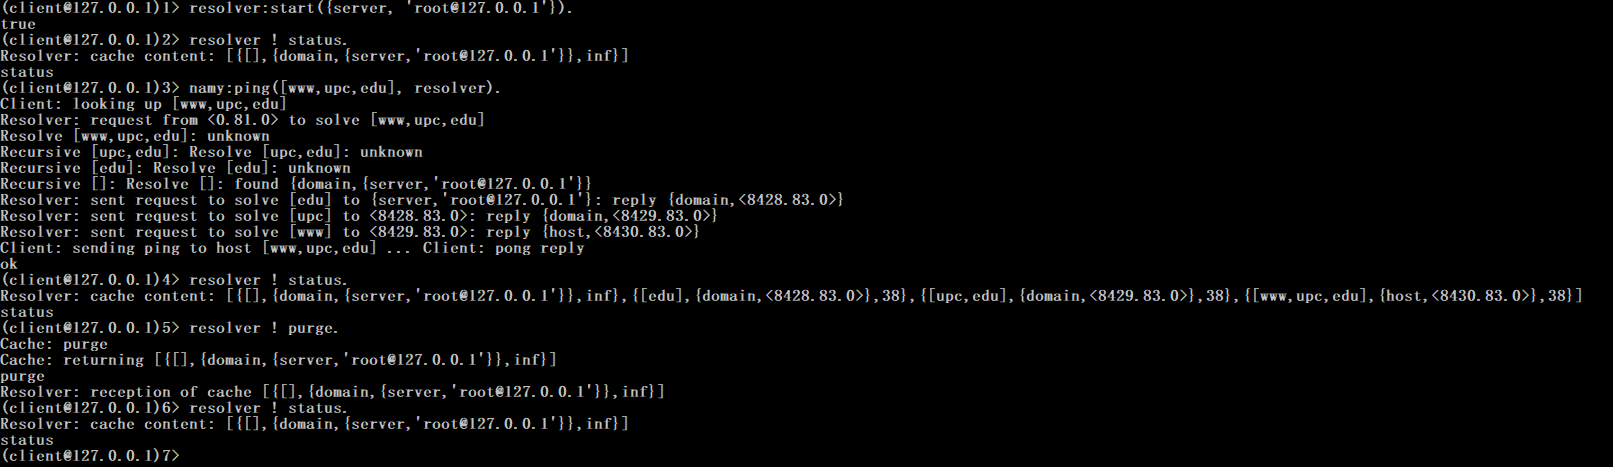 (client@127.0.0.1)1> resolver:start({server, 'root@127.0.0.1'}).
true
(client@127.0.0.1)2> resolver ! status.
Resolver: cache content: [{[],{domain,{server,'root@127.0.0.1'}},inf}]
status
(client@127.0.0.1)3> namy:ping([www,upc,edu], resolver).
Client: looking up [www,upc,edu]
Resolver: request from <0.81.0> to solve [www,upc,edu]
Resolve [www,upc,edu]: unknown
Recursive [upc,edu]: Resolve [upc,edu]: unknown
Recursive [edu]: Resolve [edu]: unknown
Recursive []: Resolve []: found {domain,{server,'root@127.0.0.1'}}
Resolver: sent request to solve [edu] to {server,'root@127.0.0.1'}: reply {domain,<8428.83.0>}
Resolver: sent request to solve [upc] to <8428.83.0>: reply {domain,<8429.83.0>}
Resolver: sent request to solve [www] to <8429.83.0>: reply {host,<8430.83.0>}
Client: sending ping to host [www,upc,edu] ... Client: pong reply
ok
(client@127.0.0.1)4> resolver ! status.
Resolver: cache content: [{[],{domain,{server,'root@127.0.0.1'}},inf},{[edu],{domain,<8428.83.0>},38},{[upc,edu],{domain,<8429.83.0>},38},{[www,upc,edu],{host,<8430.83.0>},38}]
status
(client@127.0.0.1)5> resolver ! purge.
Cache: purge
Cache: returning [{[],{domain,{server,'root@127.0.0.1'}},inf}]
purge
Resolver: reception of cache [{[],{domain,{server,'root@127.0.0.1'}},inf}]
(client@127.0.0.1)6> resolver ! status.
Resolver: cache content: [{[],{domain,{server,'root@127.0.0.1'}},inf}]
status
(client@127.0.0.1)7>